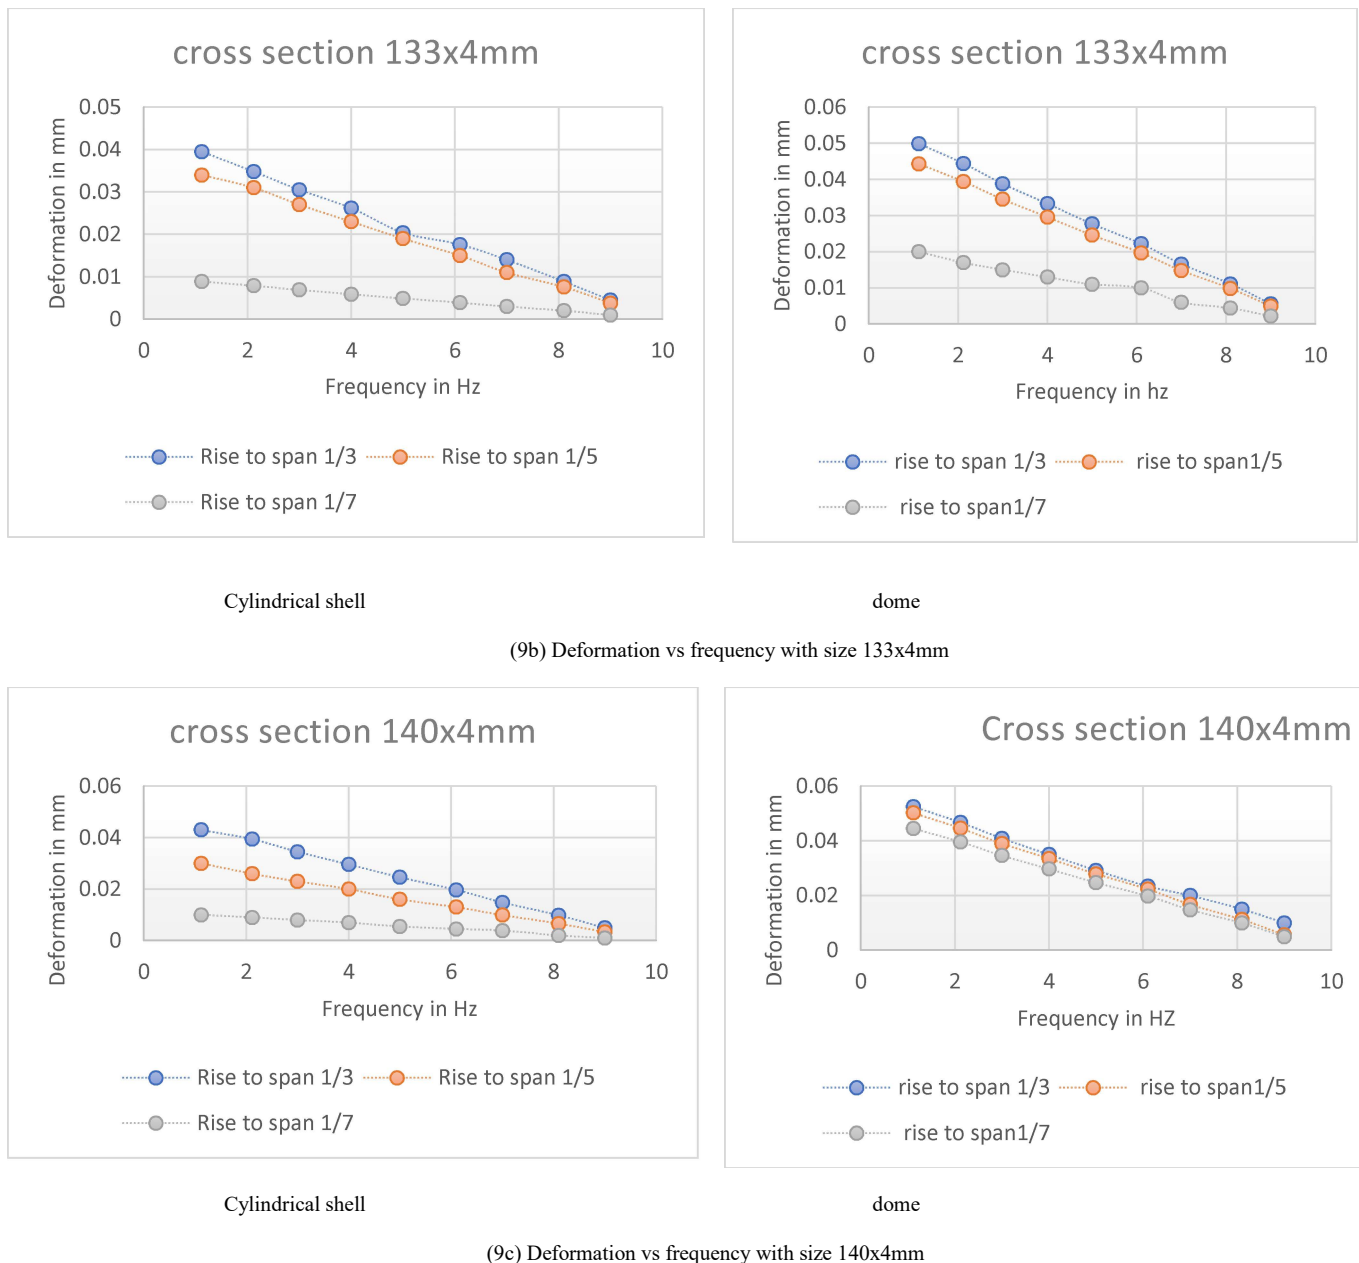 cross section 133x4mm
0.05
0.04
0.03
0.02
0.01
0
Deformation in mm
0 2 4 6 8 10
Frequency in Hz
Rise to span 1/3 Rise to span 1/5
Rise to span 1/7
cross section 133x4mm
0.06
0.05
0.04
0.03
0.02
0.01
0
Deformation in mm
0 2 4 6 8 10
Frequency in hz
rise to span 1/3 rise to span1/5
rise to span1/7
Cylindrical shell dome
(9b) Deformation vs frequency with size 133x4mm
cross section 140x4mm
0.06
0.04
0.02
0
Deformation in mm
0 2 4 6 8 10
Frequency in Hz
Rise to span 1/3 Rise to span 1/5
Rise to span 1/7
Cross section 140x4mm
0.06
0.04
0.02
0
Deformation in mm
0 2 4 6 8 10
Frequency in HZ
rise to span 1/3 rise to span1/5
rise to span1/7
Cylindrical shell dome
(9c) Deformation vs frequency with size 140x4mm